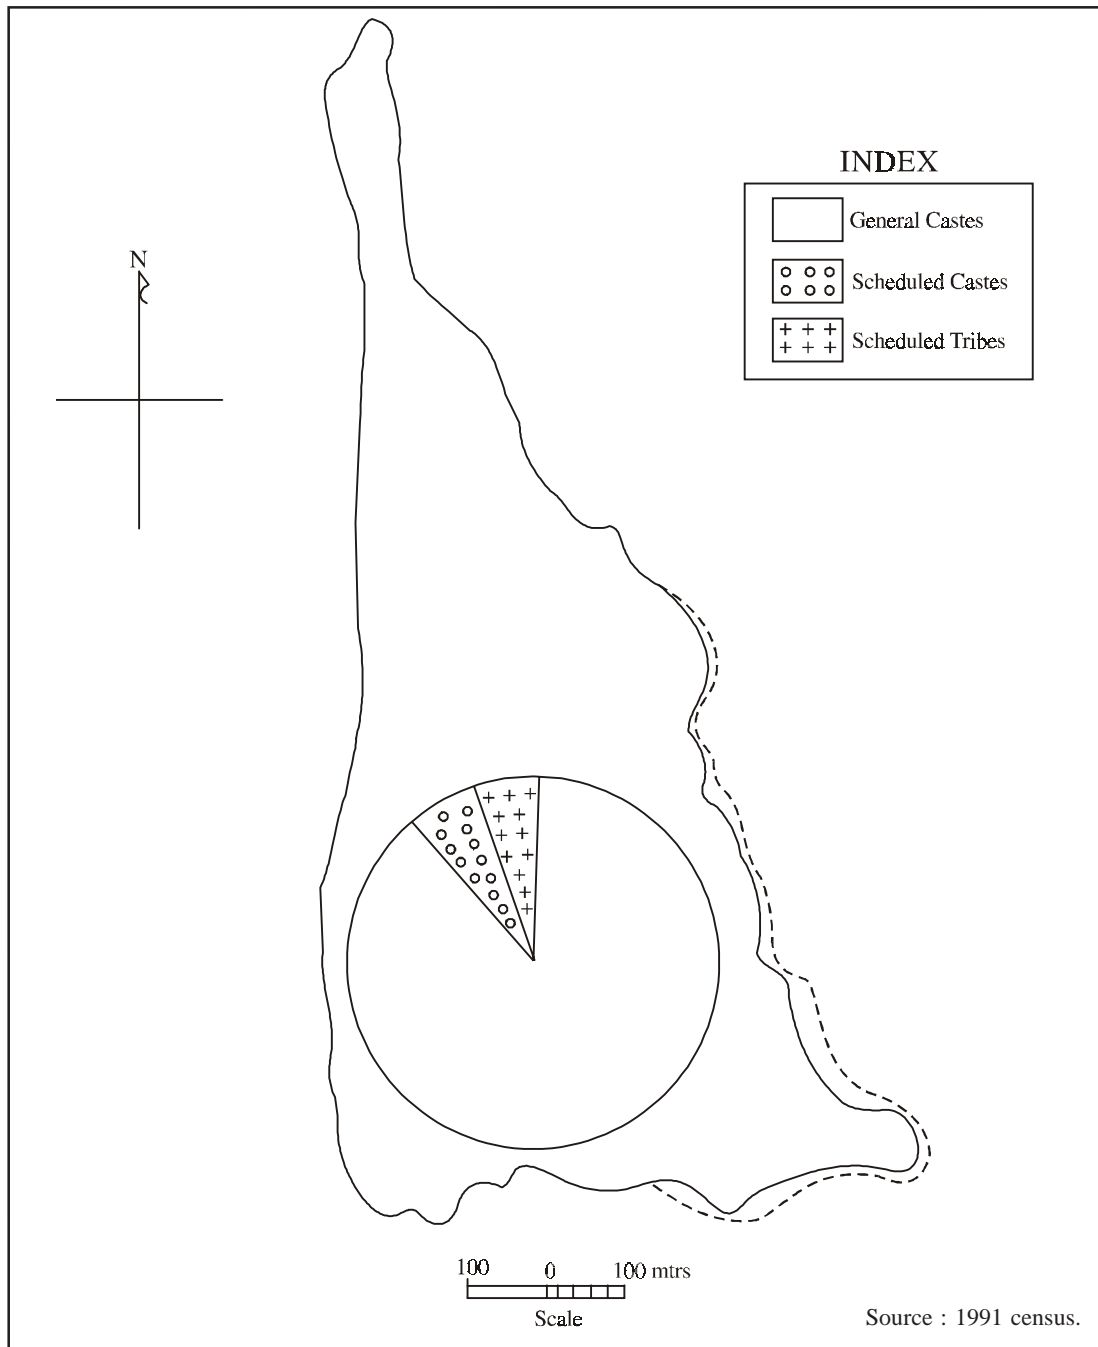 INDEX
General Castes
Scheduled Castes
Scheduled Tribes
N
100 0 100 mtrs
Scale
Source : 1991 census.